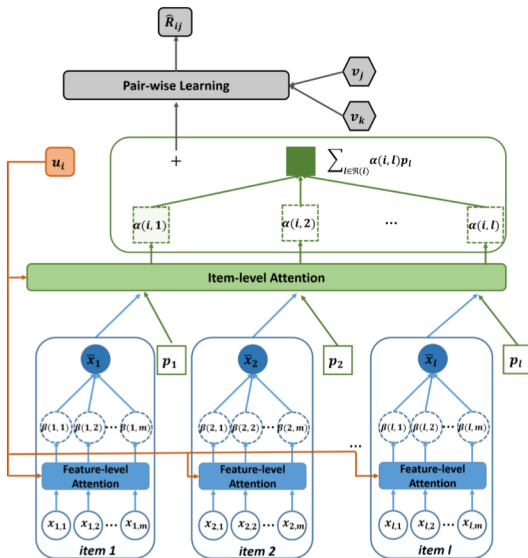 R̂ᵢⱼ
Pair-wise Learning
vⱼ
vₖ
uᵢ
+
∑_{l∈ℜ(i)} α(i, l)pₗ
α(i, 1) α(i, 2) ... α(i, l)
Item-level Attention
x̅₁ p₁ x̅₂ p₂ x̅ₗ pₗ
β(1, 1) β(1, 2) ... β(1, m) β(2, 1) β(2, 2) ... β(2, m) β(l, 1) β(l, 2) ... β(l, m)
...
Feature-level Attention
Feature-level Attention
Feature-level Attention
x₁,₁ x₁,₂ ... x₁,ₘ x₂,₁ x₂,₂ ... x₂,ₘ xₗ,₁ xₗ,₂ ... xₗ,ₘ
item 1 item 2 item l